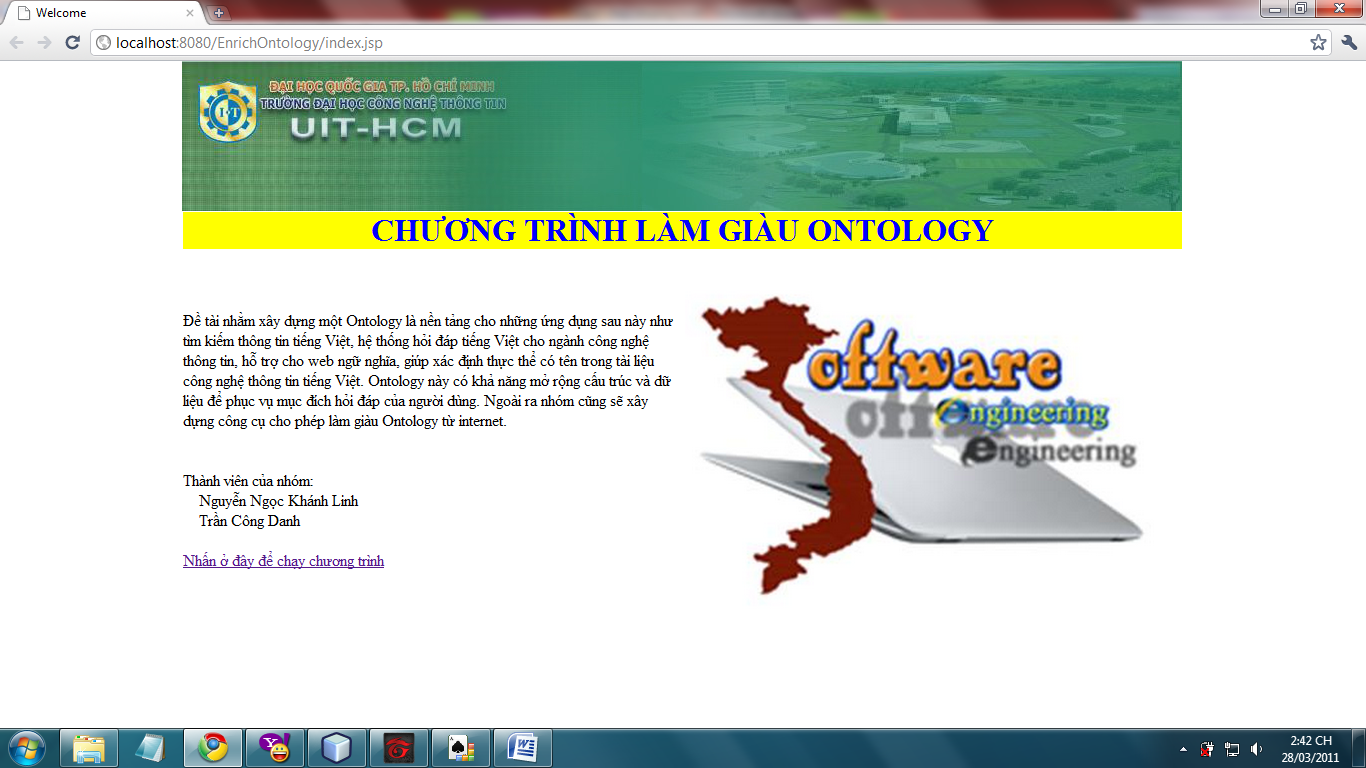 Welcome
localhost:8080/EnrichOntology/index.jsp
ĐẠI HỌC QUỐC GIA TP. HỒ CHÍ MINH
TRƯỜNG ĐẠI HỌC CÔNG NGHỆ THÔNG TIN
UIT-HCM
CHƯƠNG TRÌNH LÀM GIÀU ONTOLOGY
Đề tài nhằm xây dựng một Ontology là nền tảng cho những ứng dụng sau này như
tìm kiếm thông tin tiếng Việt, hệ thống hỏi đáp tiếng Việt cho ngành công nghệ
thông tin, hỗ trợ cho web ngữ nghĩa, giúp xác định thực thể có tên trong tài liệu
công nghệ thông tin tiếng Việt. Ontology này có khả năng mở rộng cấu trúc và dữ
liệu để phục vụ mục đích hỏi đáp của người dùng. Ngoài ra nhóm cũng sẽ xây
dựng công cụ cho phép làm giàu Ontology từ internet.
Thành viên của nhóm:
Nguyễn Ngọc Khánh Linh
Trần Công Danh
Nhấn ở đây để chạy chương trình
oftware
engineering
engineering
2:42 CH
28/03/2011